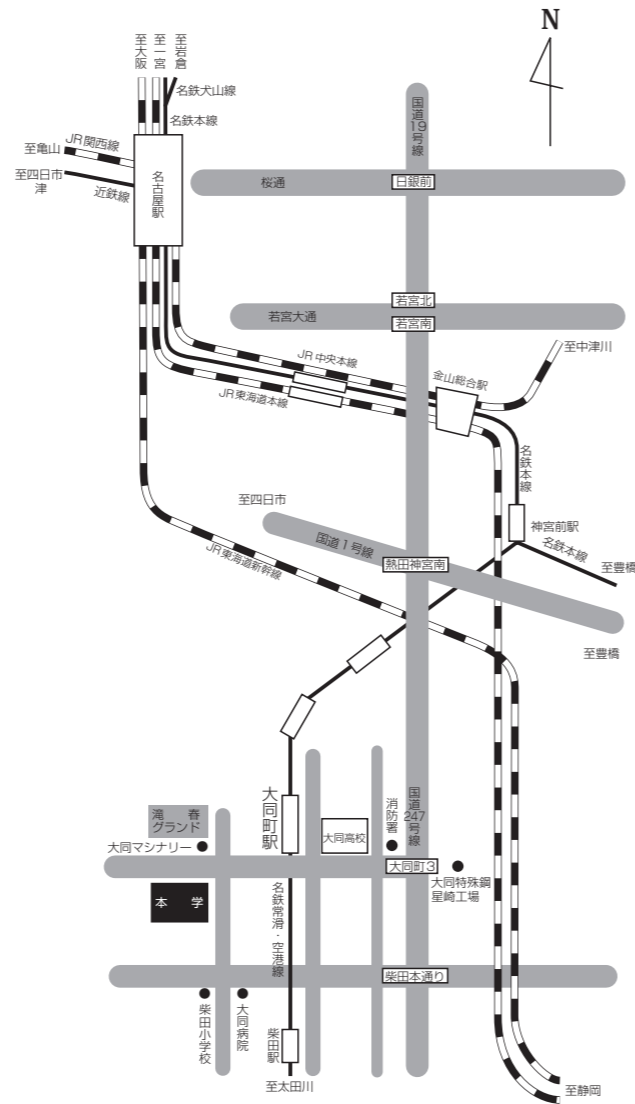 N
至大阪
至一宮
至岩倉
名鉄犬山線
名鉄本線
JR関西線
至亀山
至四日市
津
近鉄線
名古屋駅
国道19号線
桜通
日銀前
若宮北
若宮大通
若宮南
至中津川
JR中央本線
金山総合駅
JR東海道本線
名鉄本線
至四日市
神宮前駅
国道1号線
名鉄本線
熱田神宮南
JR東海道新幹線
至豊橋
至豊橋
大同町駅
国道247号線
消防署
滝春
グランド
大同高校
大同マシナリー
大同町3
大同特殊鋼
星崎工場
本学
名鉄常滑・空港線
柴田本通り
柴田小学校
大同病院
柴田駅
至太田川
至静岡